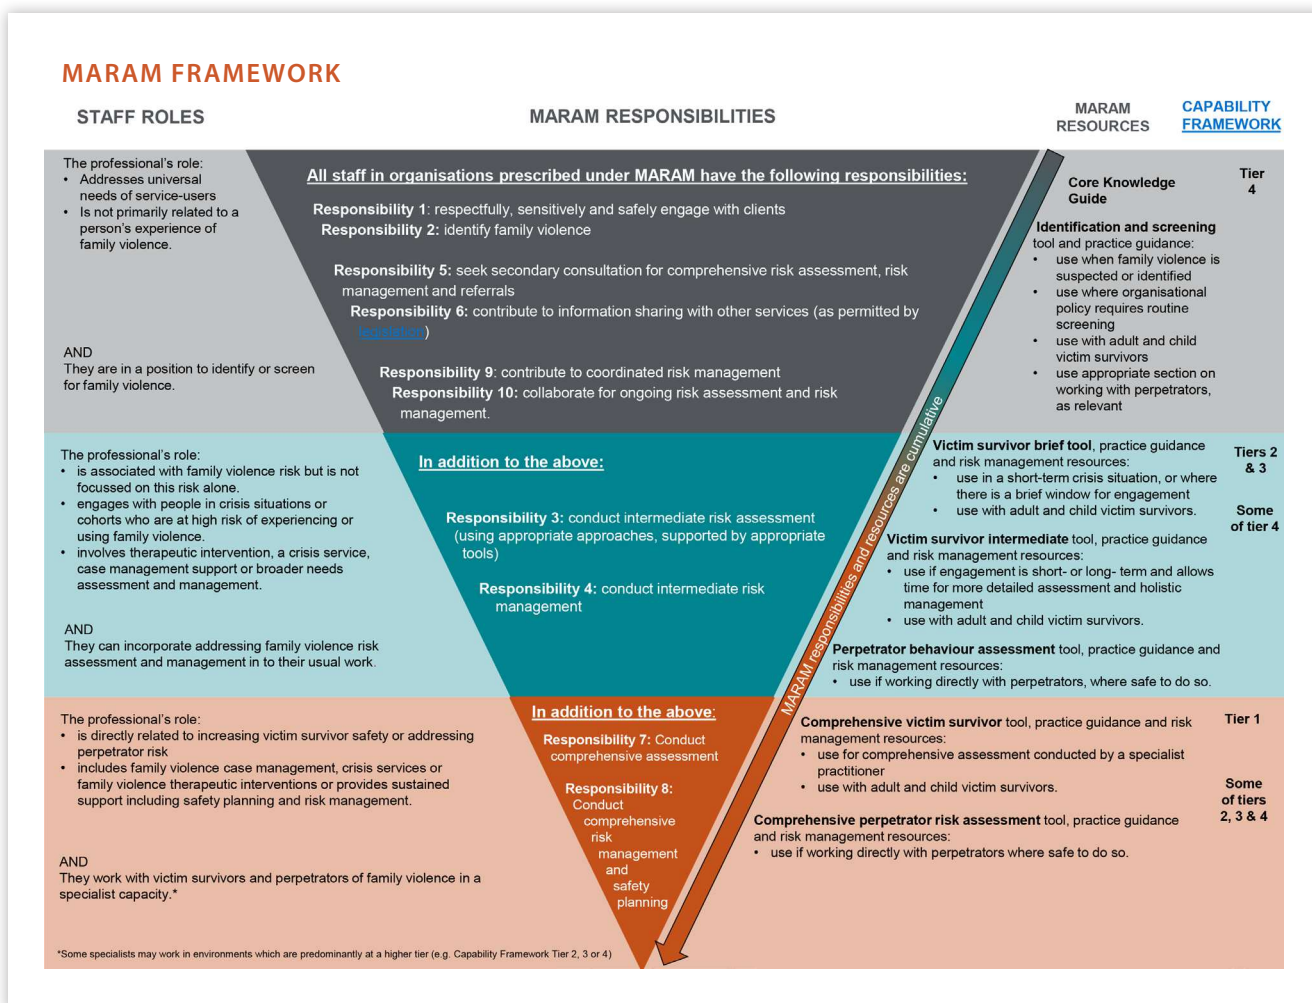 MARAM FRAMEWORK
STAFF ROLES
MARAM RESPONSIBILITIES
MARAM
RESOURCES
CAPABILITY
FRAMEWORK
The professional's role:
• Addresses universal
needs of service-users
• Is not primarily related to a
person's experience of
family violence.
AND
They are in a position to identify or screen
for family violence.
All staff in organisations prescribed under MARAM have the following responsibilities:
Responsibility 1: respectfully, sensitively and safely engage with clients
Responsibility 2: identify family violence
Responsibility 5: seek secondary consultation for comprehensive risk assessment, risk
management and referrals
Responsibility 6: contribute to information sharing with other services (as permitted by
legislation)
Responsibility 9: contribute to coordinated risk management
Responsibility 10: collaborate for ongoing risk assessment and risk
management.
MARAM responsibilities and resources are cumulative
Core Knowledge
Guide
Identification and screening
tool and practice guidance:
• use when family violence is
suspected or identified
• use where organisational
policy requires routine
screening
• use with adult and child
victim survivors
• use appropriate section on
working with perpetrators,
as relevant
Tier
4
The professional's role:
• is associated with family violence risk but is not
focussed on this risk alone.
• engages with people in crisis situations or
cohorts who are at high risk of experiencing or
using family violence.
• involves therapeutic intervention, a crisis service,
case management support or broader needs
assessment and management.
AND
They can incorporate addressing family violence risk
assessment and management in to their usual work.
In addition to the above:
Responsibility 3: conduct intermediate risk assessment
(using appropriate approaches, supported by appropriate
tools)
Responsibility 4: conduct intermediate risk
management
Victim survivor brief tool, practice guidance
and risk management resources:
• use in a short-term crisis situation, or where
there is a brief window for engagement
• use with adult and child victim survivors.
Victim survivor intermediate tool, practice guidance
and risk management resources:
• use if engagement is short- or long- term and allows
time for more detailed assessment and holistic
management
• use with adult and child victim survivors.
Perpetrator behaviour assessment tool, practice guidance and
risk management resources:
• use if working directly with perpetrators, where safe to do so.
Tiers 2
& 3
Some
of tier 4
The professional's role:
• is directly related to increasing victim survivor safety or addressing
perpetrator risk
• includes family violence case management, crisis services or
family violence therapeutic interventions or provides sustained
support including safety planning and risk management.
AND
They work with victim survivors and perpetrators of family violence in a
specialist capacity.*
In addition to the above:
Responsibility 7: Conduct
comprehensive assessment
Responsibility 8:
Conduct
comprehensive
risk
management
and
safety
planning
Comprehensive victim survivor tool, practice guidance and risk
management resources:
• use for comprehensive assessment conducted by a specialist
practitioner
• use with adult and child victim survivors.
Comprehensive perpetrator risk assessment tool, practice guidance
and risk management resources:
• use if working directly with perpetrators where safe to do so.
Tier 1
Some
of tiers
2, 3 & 4
*Some specialists may work in environments which are predominantly at a higher tier (e.g. Capability Framework Tier 2, 3 or 4)